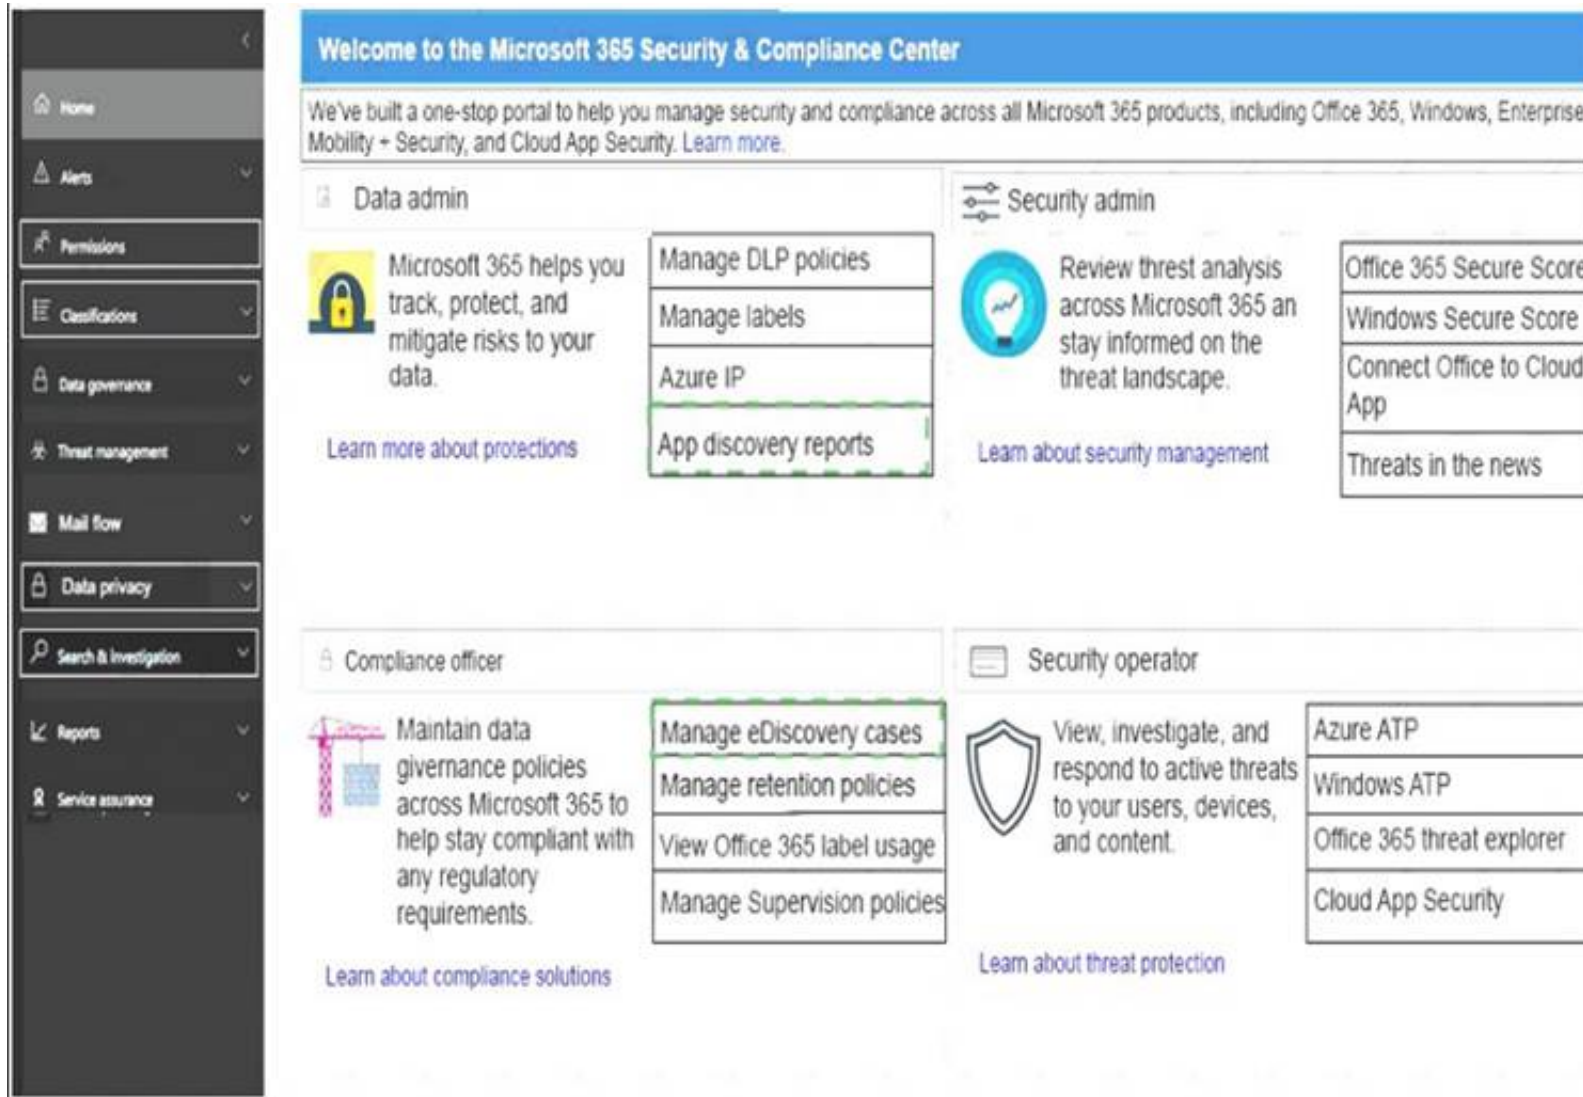 Welcome to the Microsoft 365 Security & Compliance Center
We've built a one-stop portal to help you manage security and compliance across all Microsoft 365 products, including Office 365, Windows, Enterprise
Mobility + Security, and Cloud App Security. Learn more.
Home
Alerts
Permissions
Classifications
Data governance
Threat management
Mail flow
Data privacy
Search & investigation
Reports
Service assurance
Data admin
Microsoft 365 helps you
track, protect, and
mitigate risks to your
data.
Learn more about protections
Manage DLP policies
Manage labels
Azure IP
App discovery reports
Security admin
Review threst analysis
across Microsoft 365 an
stay informed on the
threat landscape.
Learn about security management
Office 365 Secure Score
Windows Secure Score
Connect Office to Cloud
App
Threats in the news
Compliance officer
Maintain data
givernance policies
across Microsoft 365 to
help stay compliant with
any regulatory
requirements.
Learn about compliance solutions
Manage eDiscovery cases
Manage retention policies
View Office 365 label usage
Manage Supervision policies
Security operator
View, investigate, and
respond to active threats
to your users, devices,
and content.
Learn about threat protection
Azure ATP
Windows ATP
Office 365 threat explorer
Cloud App Security